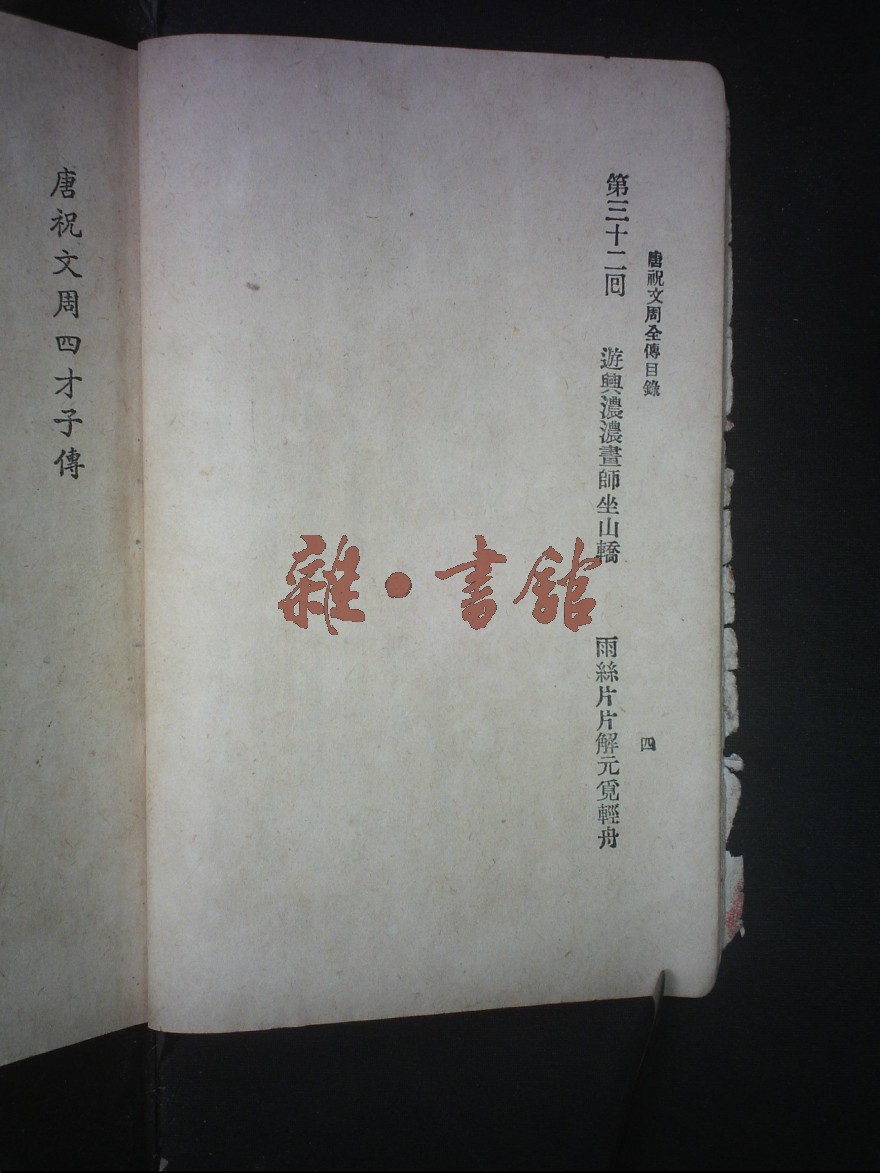 唐祝文周全傳目錄
四
第三十二囘 遊興濃濃畫師坐山轎 雨絲片片解元覓輕舟
雜•書館
唐祝文周四才子傳